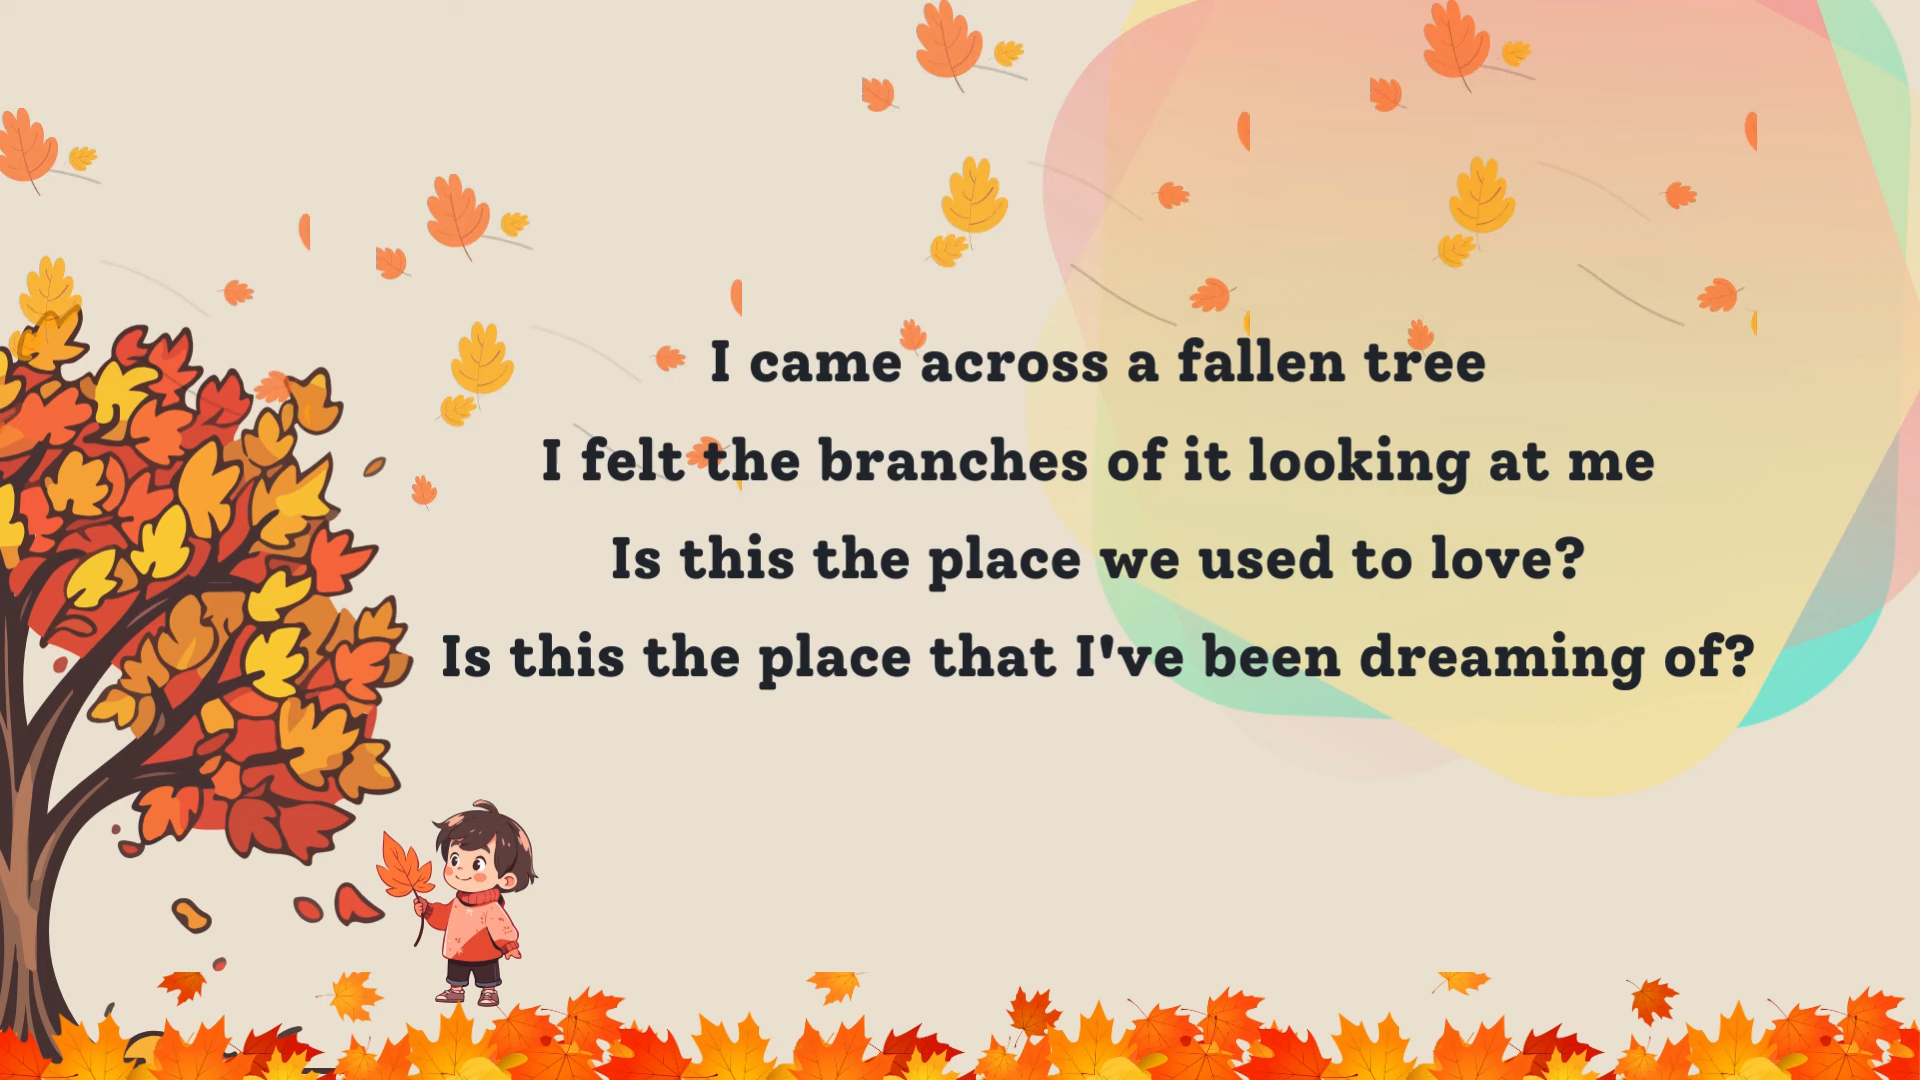 I came across a fallen tree
I felt the branches of it looking at me
Is this the place we used to love?
Is this the place that I've been dreaming of?